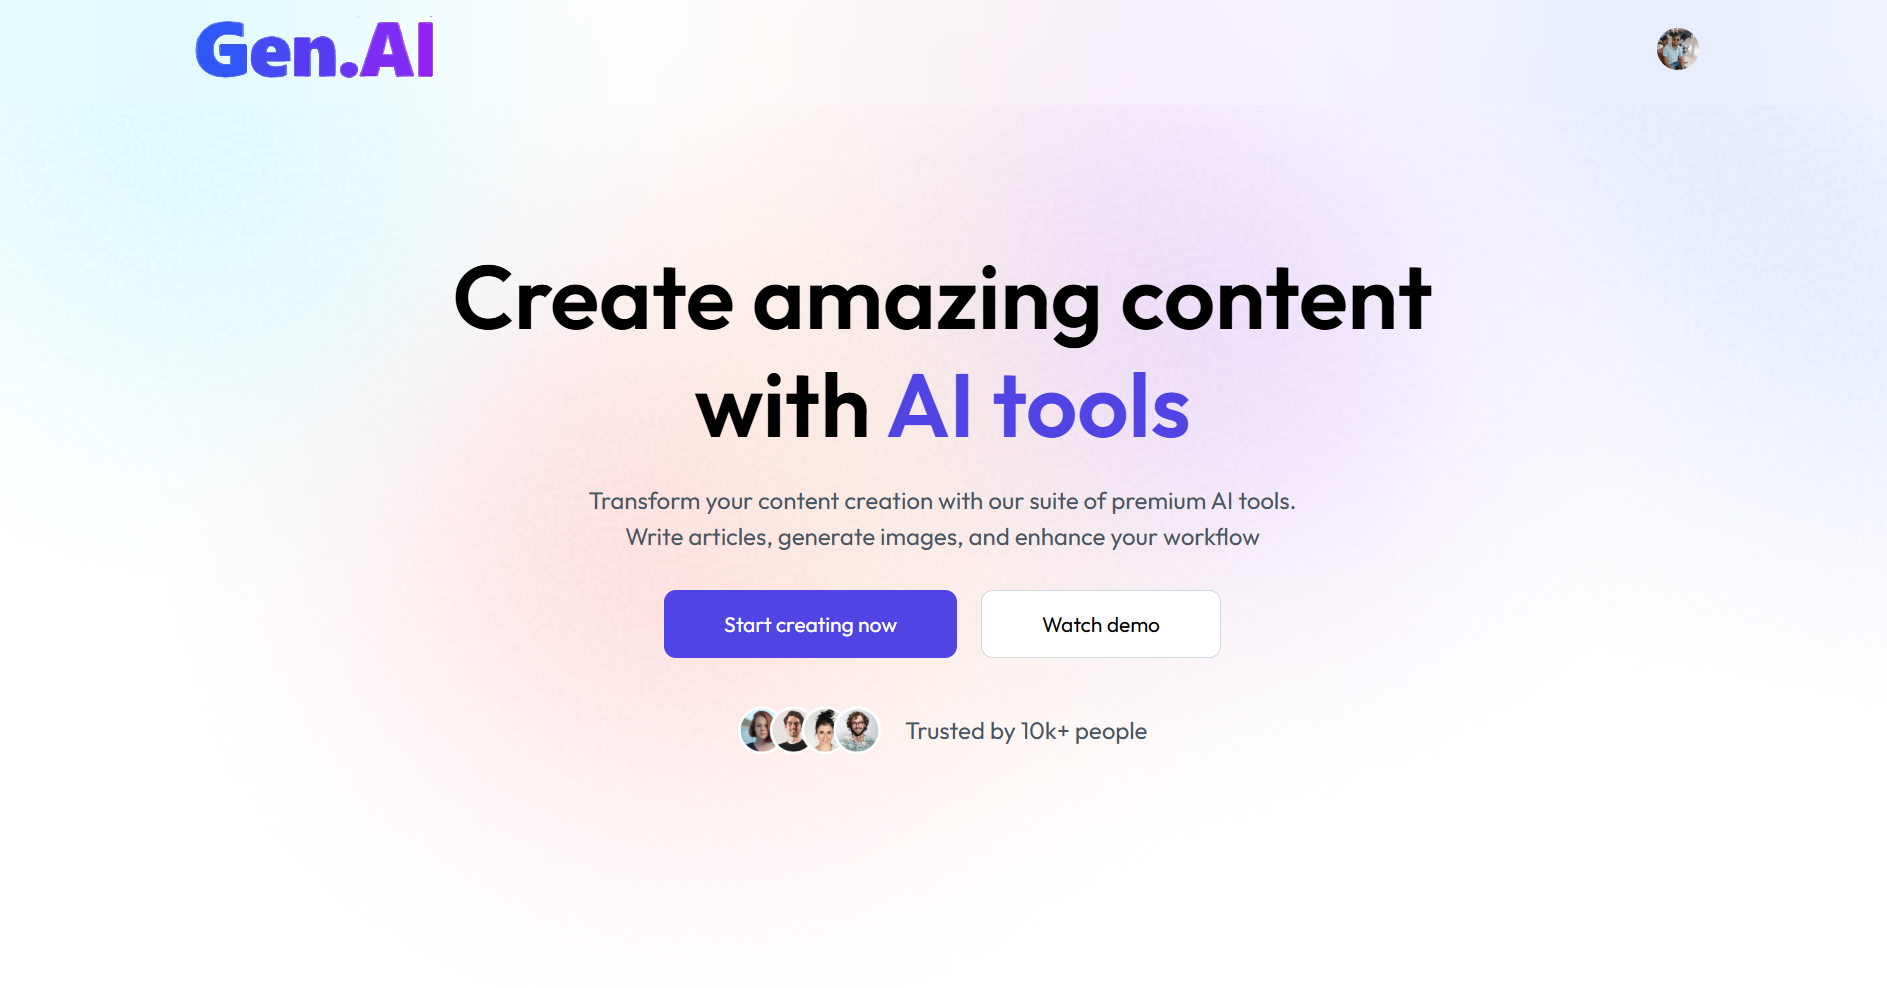 Gen.AI
Create amazing content
with AI tools
Transform your content creation with our suite of premium AI tools.
Write articles, generate images, and enhance your workflow
Start creating now
Watch demo
Trusted by 10k+ people